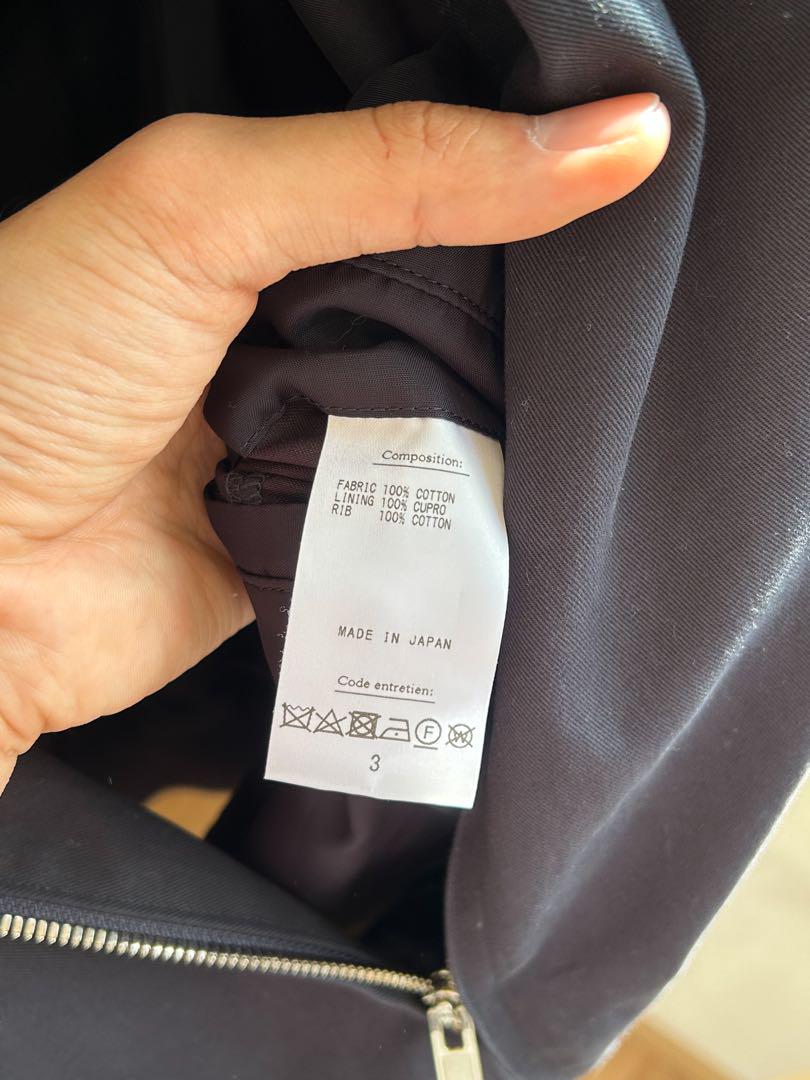 Composition:
FABRIC 100% COTTON
LINING 100% CUPRO
RIB 100% COTTON
MADE IN JAPAN
Code entretien:
F W
3